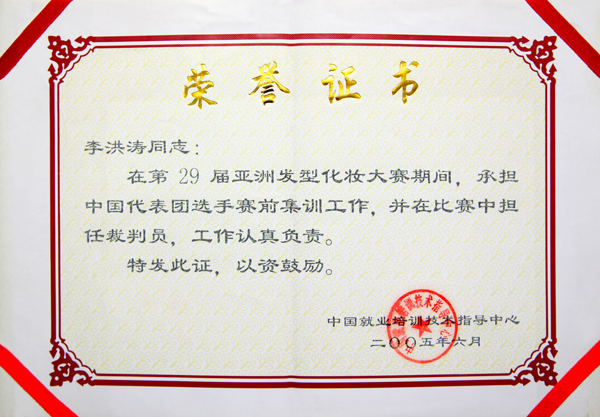 荣誉证书
李洪涛同志：
在第 29 届亚洲发型化妆大赛期间，承担
中国代表团选手赛前集训工作，并在比赛中担
任裁判员，工作认真负责。
特发此证，以资鼓励。
中国就业培训技术指导中心
二〇〇五年六月